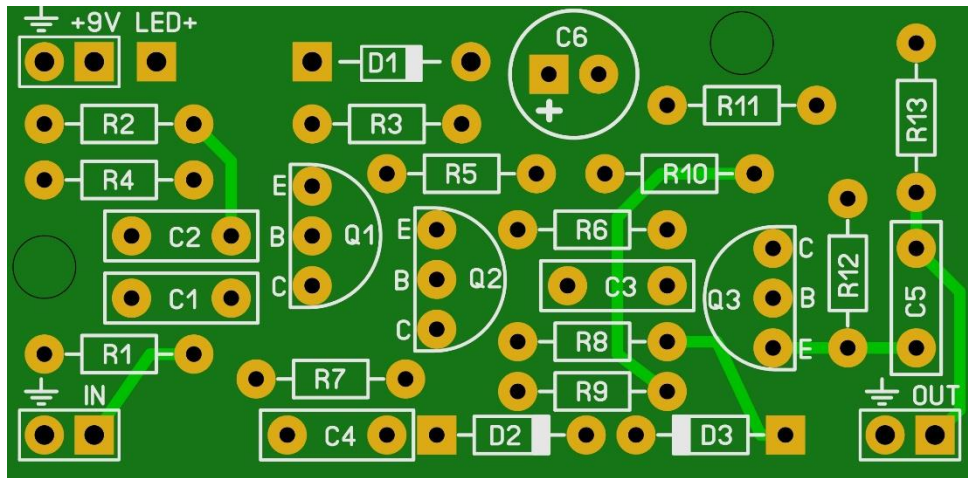 +9V LED+
D1
C6
+
R2
R3
R11
R13
R4
R5
R10
E
B
C
Q1
C2
E
B
C
Q2
R6
C
B
E
Q3
R12
C1
C3
C5
R1
R8
R7
R9
IN
OUT
C4
D2
D3